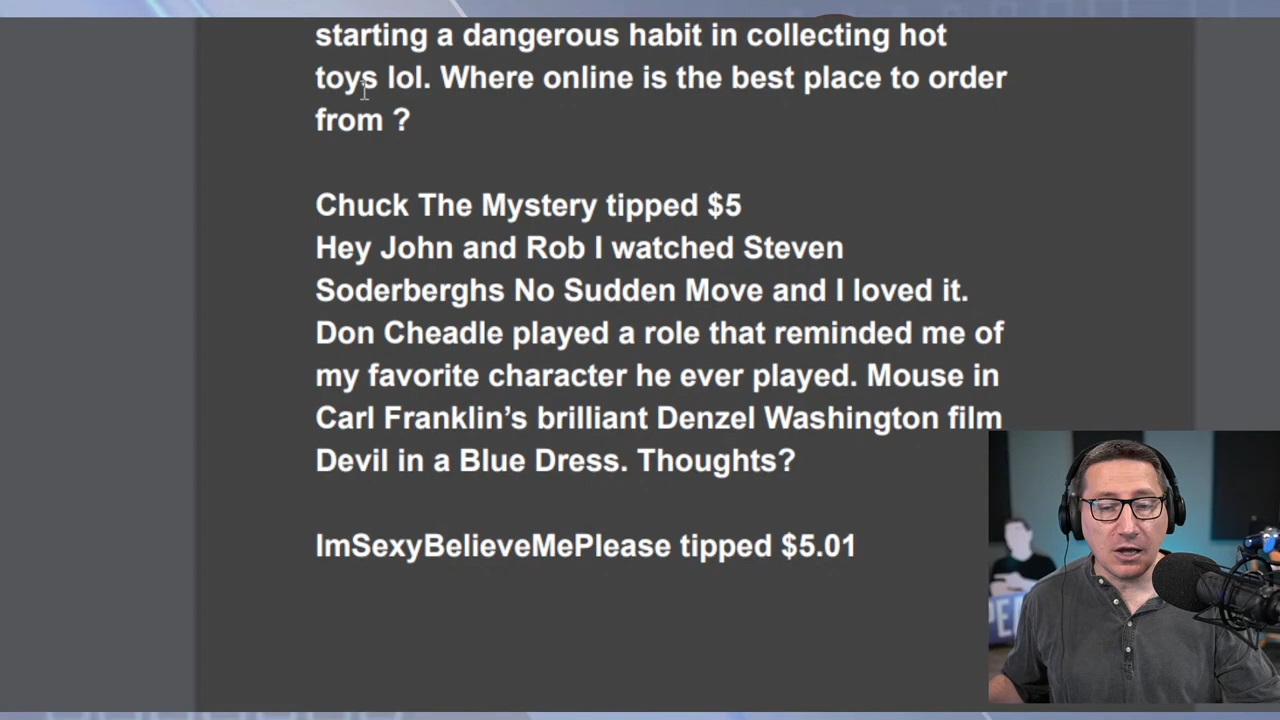 starting a dangerous habit in collecting hot
toys lol. Where online is the best place to order
from ?
Chuck The Mystery tipped $5
Hey John and Rob I watched Steven
Soderberghs No Sudden Move and I loved it.
Don Cheadle played a role that reminded me of
my favorite character he ever played. Mouse in
Carl Franklin’s brilliant Denzel Washington film
Devil in a Blue Dress. Thoughts?
ImSexyBelieveMePlease tipped $5.01